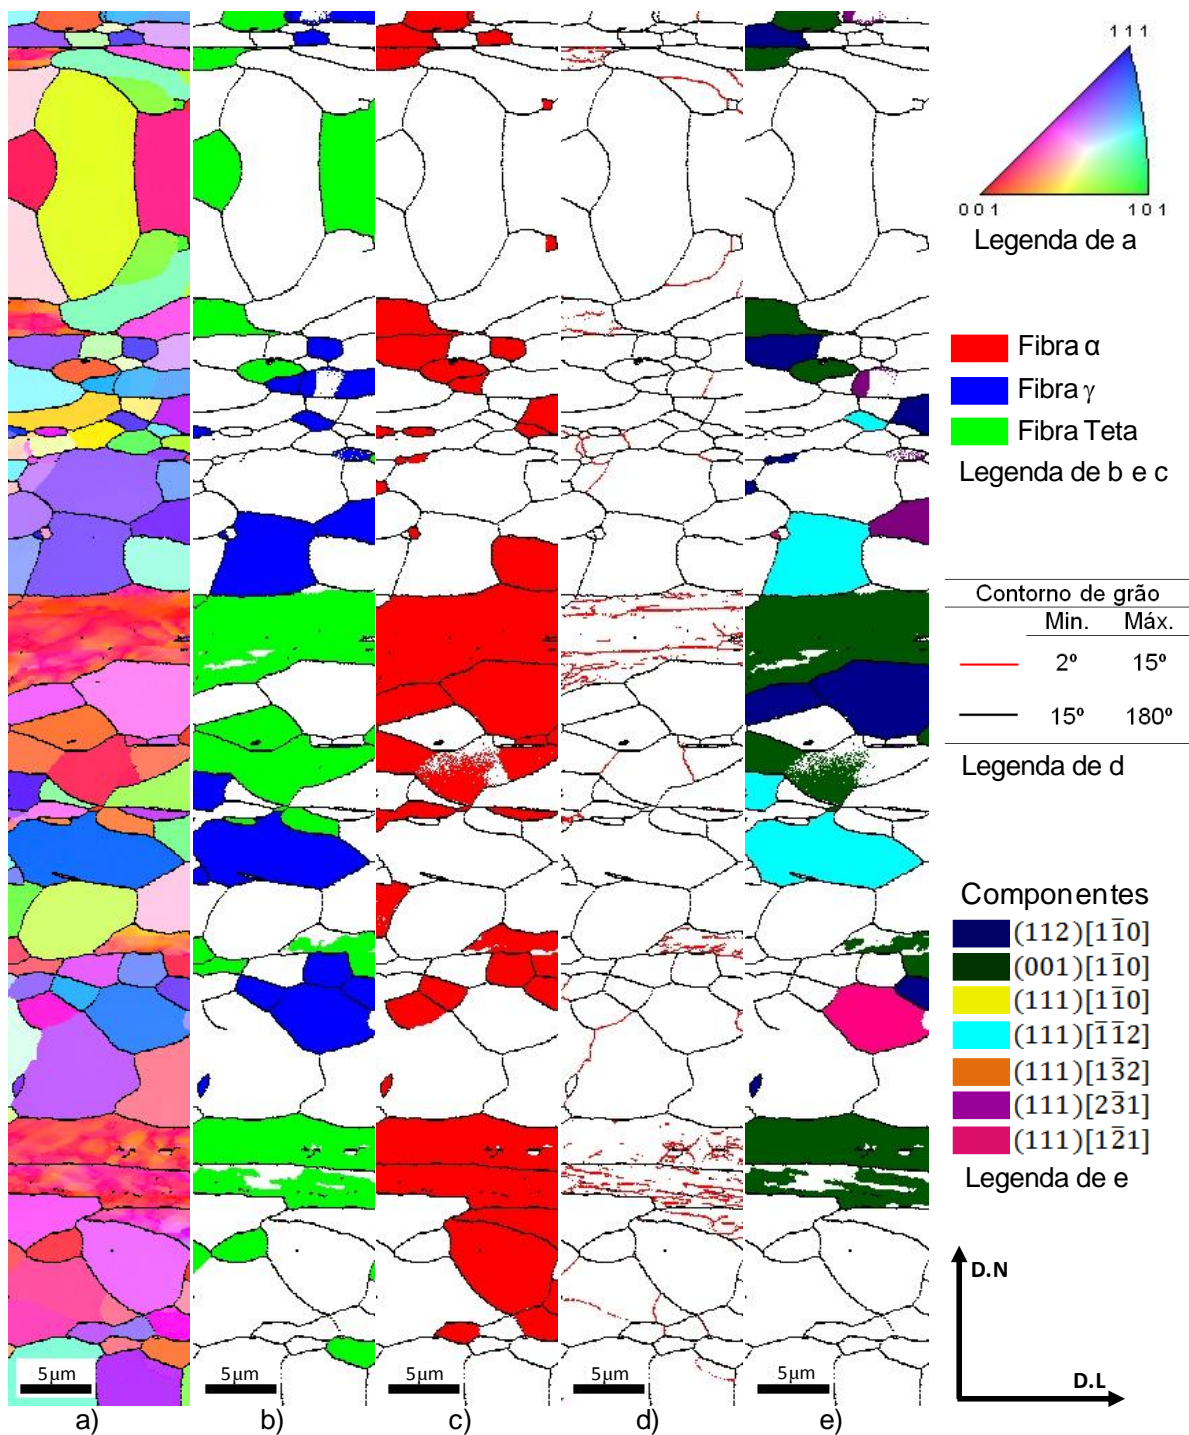 1 1 1
0 0 1
1 0 1
Legenda de a
Fibra α
Fibra γ
Fibra Teta
Legenda de b e c
Contorno de grão
Min. Máx.
2º 15º
15º 180º
Legenda de d
Componentes
(112)[11̅0]
(001)[11̅0]
(111)[11̅0]
(111)[1̅1̅2]
(111)[13̅2]
(111)[23̅1]
(111)[12̅1]
Legenda de e
D.N
D.L
5µm 5µm 5µm 5µm 5µm
a) b) c) d) e)